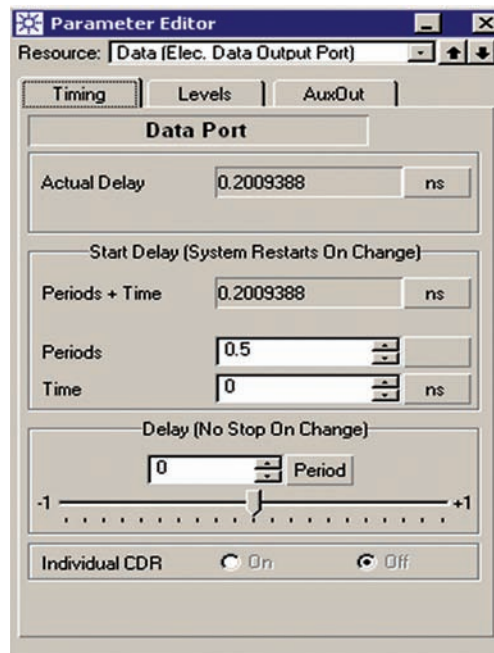 Parameter Editor
Resource: Data (Elec. Data Output Port)
Timing Levels AuxOut
Data Port
Actual Delay 0.2009388 ns
Start Delay (System Restarts On Change)
Periods + Time 0.2009388 ns
Periods 0.5
Time 0 ns
Delay (No Stop On Change)
0 Period
-1 +1
Individual CDR On Off